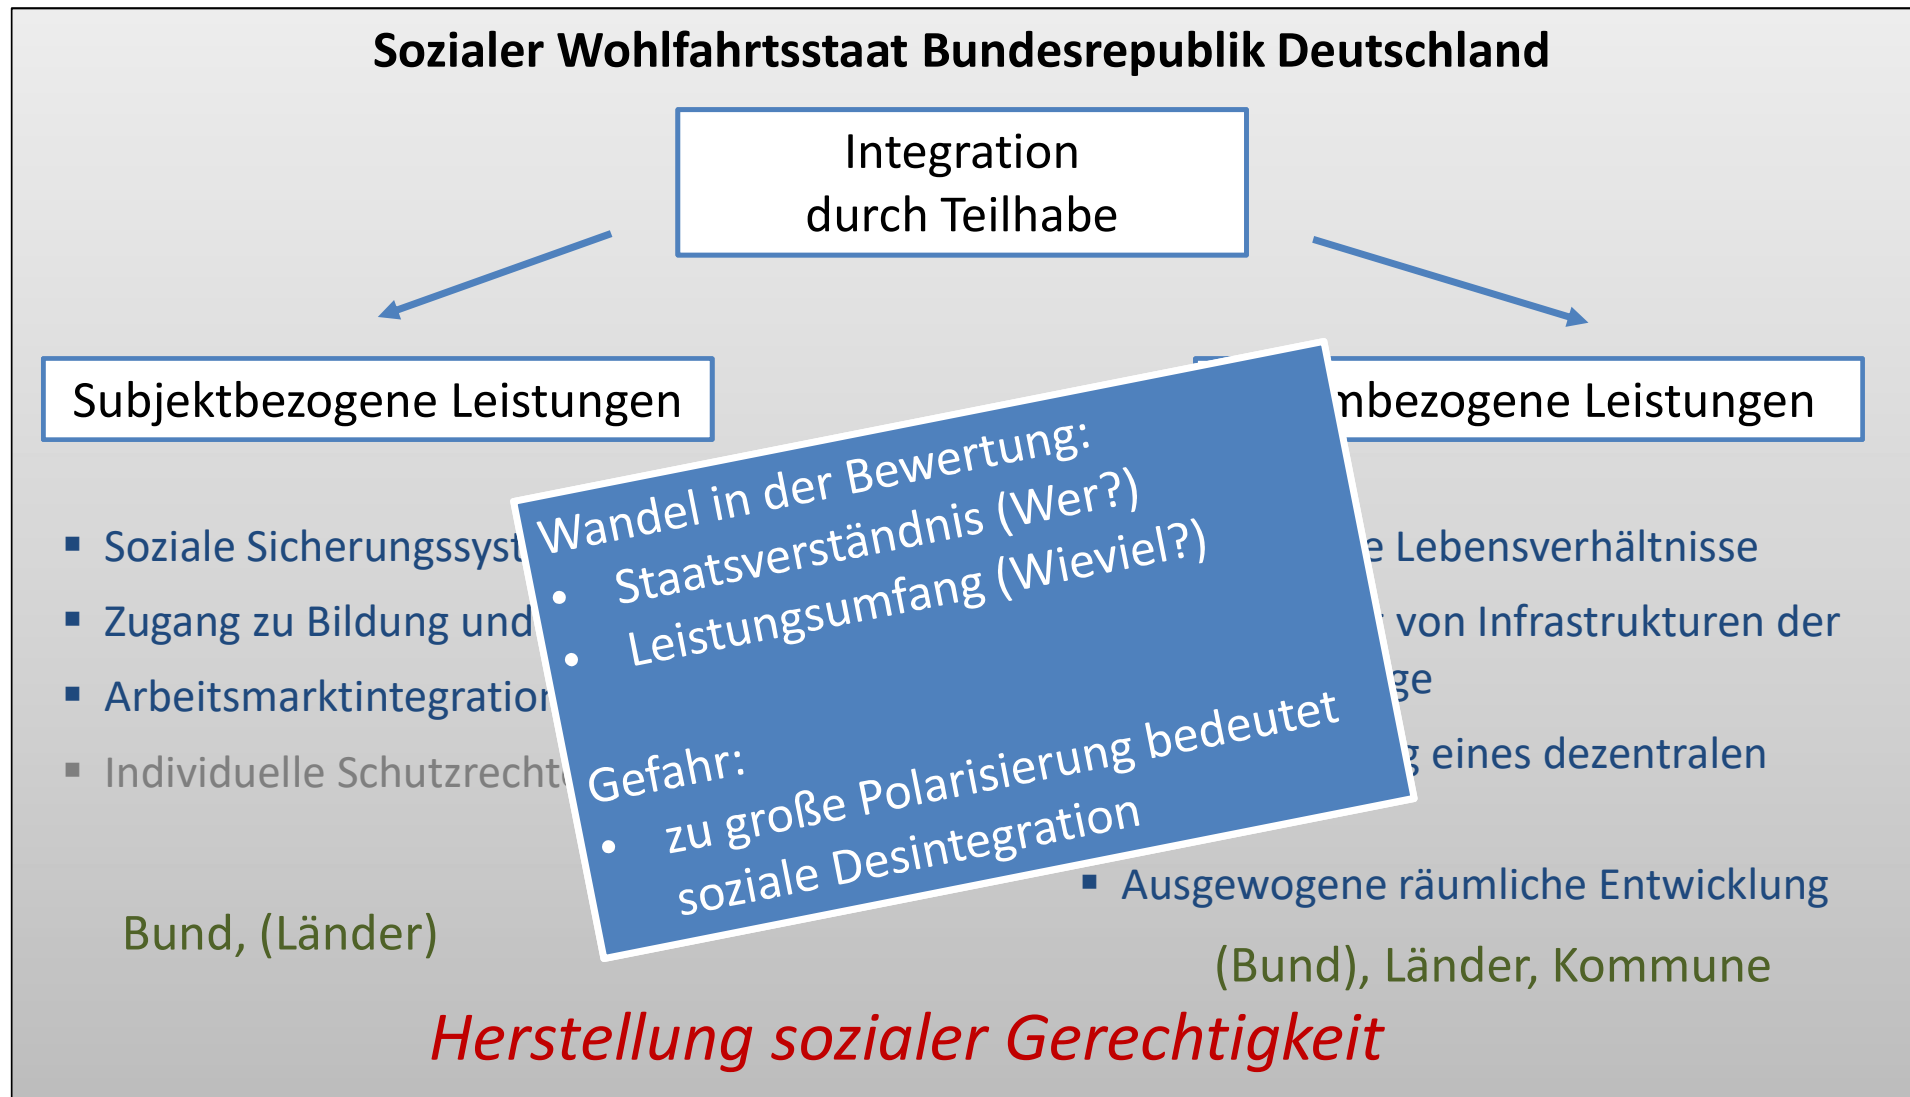 Sozialer Wohlfahrtsstaat Bundesrepublik Deutschland
Integration
durch Teilhabe
Subjektbezogene Leistungen
mbezogene Leistungen
▪ Soziale Sicherungssyst
▪ Zugang zu Bildung und
▪ Arbeitsmarktintegration
▪ Individuelle Schutzrechte
Bund, (Länder)
Wandel in der Bewertung:
• Staatsverständnis (Wer?)
• Leistungsumfang (Wieviel?)
Gefahr:
• zu große Polarisierung bedeutet
soziale Desintegration
e Lebensverhältnisse
von Infrastrukturen der
ge
g eines dezentralen
▪ Ausgewogene räumliche Entwicklung
(Bund), Länder, Kommune
Herstellung sozialer Gerechtigkeit